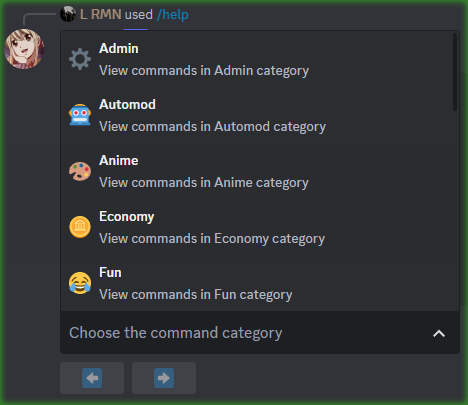 L RMN used /help
Admin
View commands in Admin category
Automod
View commands in Automod category
Anime
View commands in Anime category
Economy
View commands in Economy category
Fun
View commands in Fun category
Choose the command category